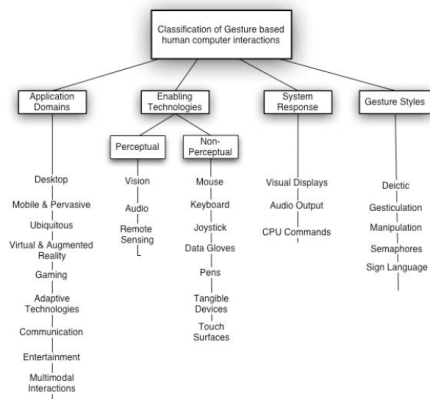 Classification of Gesture based
human computer interactions
Application
Domains
Enabling
Technologies
System
Response
Gesture Styles
Perceptual
Non-
Perceptual
Desktop
Mobile & Pervasive
Ubiquitous
Virtual & Augmented
Reality
Gaming
Adaptive
Technologies
Communication
Entertainment
Multimodal
Interactions
Vision
Audio
Remote
Sensing
Mouse
Keyboard
Joystick
Data Gloves
Pens
Tangible
Devices
Touch
Surfaces
Visual Displays
Audio Output
CPU Commands
Deictic
Gesticulation
Manipulation
Semaphores
Sign Language